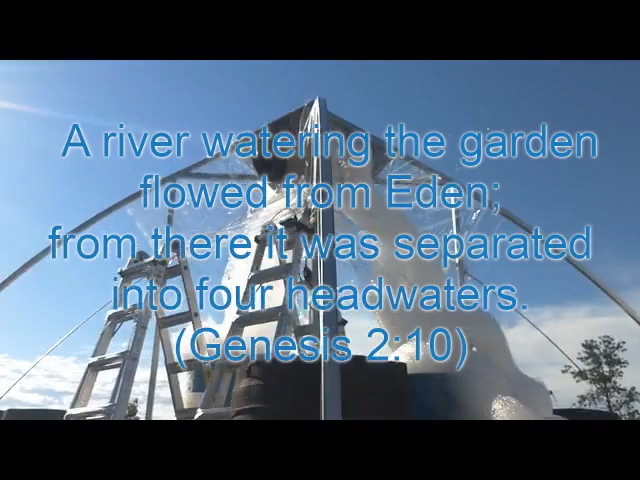 A river watering the garden
flowed from Eden;
from there it was separated
into four headwaters.
(Genesis 2:10)